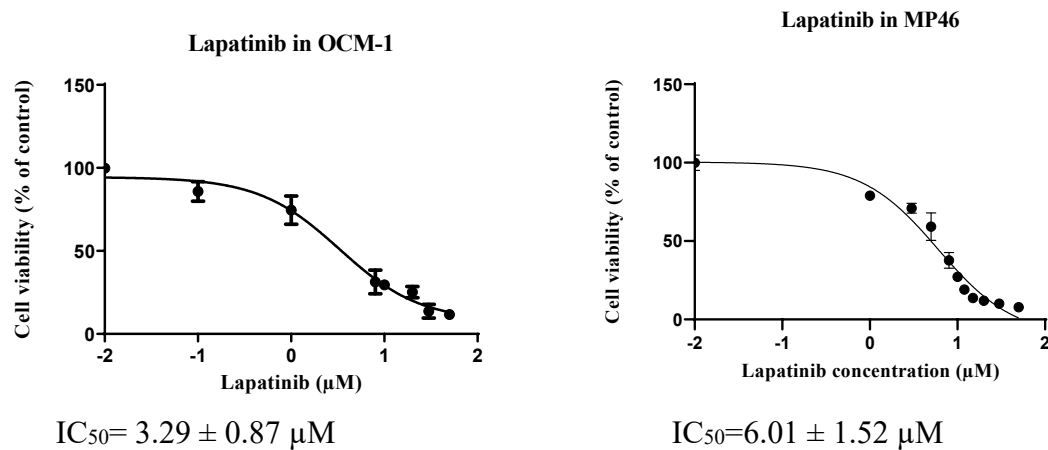 Lapatinib in OCM-1
Cell viability (% of control)
150
100
50
0
-2 -1 0 1 2
Lapatinib (µM)
IC50= 3.29 ± 0.87 µM
Lapatinib in MP46
Cell viability (% of control)
150
100
50
0
-2 -1 0 1 2
Lapatinib concentration (µM)
IC50=6.01 ± 1.52 µM